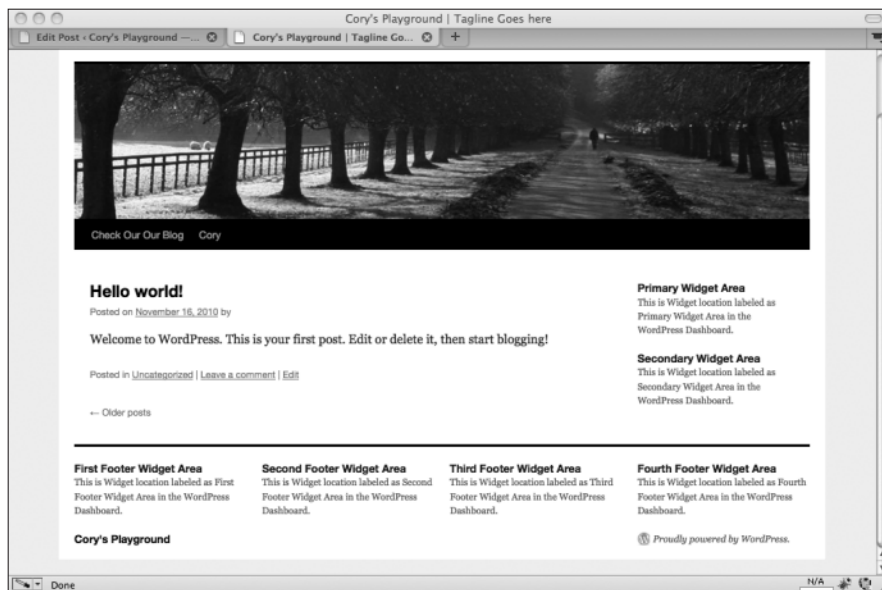 Cory's Playground | Tagline Goes here
Edit Post ‹ Cory's Playground —...
Cory's Playground | Tagline Go...
Check Our Our Blog Cory
Hello world!
Posted on November 16, 2010 by
Welcome to WordPress. This is your first post. Edit or delete it, then start blogging!
Posted in Uncategorized | Leave a comment | Edit
← Older posts
Primary Widget Area
This is Widget location labeled as
Primary Widget Area in the
WordPress Dashboard.
Secondary Widget Area
This is Widget location labeled as
Secondary Widget Area in the
WordPress Dashboard.
First Footer Widget Area
This is Widget location labeled as First
Footer Widget Area in the WordPress
Dashboard.
Second Footer Widget Area
This is Widget location labeled as Second
Footer Widget Area in the WordPress
Dashboard.
Third Footer Widget Area
This is Widget location labeled as Third
Footer Widget Area in the WordPress
Dashboard.
Fourth Footer Widget Area
This is Widget location labeled as Fourth
Footer Widget Area in the WordPress
Dashboard.
Cory's Playground
Proudly powered by WordPress.
Done
N/A